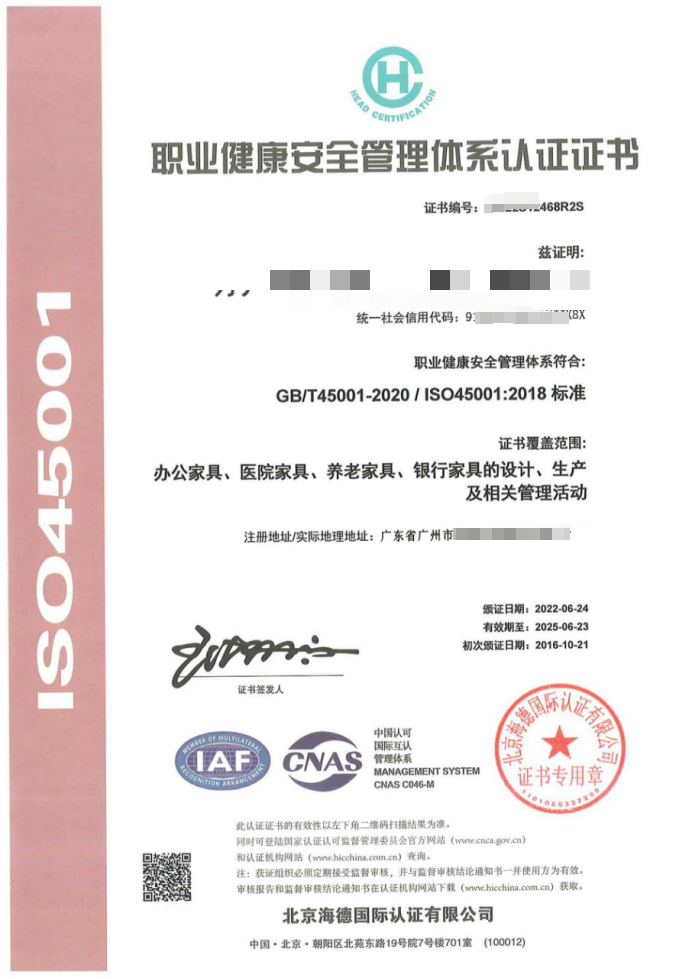 HC
HEAD CERTIFICATION
职业健康安全管理体系认证证书
证书编号：2468R2S
兹证明:
统一社会信用代码：91 X8X
职业健康安全管理体系符合:
GB/T45001-2020 / ISO45001:2018 标准
证书覆盖范围:
办公家具、医院家具、养老家具、银行家具的设计、生产
及相关管理活动
注册地址/实际地理地址：广东省广州市
颁证日期：2022-06-24
有效期至：2025-06-23
初次颁证日期：2016-10-21
证书签发人
ISO45001
MEMBER OF MULTILATERAL
IAF
RECOGNITION ARRANGEMENT
CNAS
中国认可
国际互认
管理体系
MANAGEMENT SYSTEM
CNAS C046-M
北京海德国际认证有限公司
证书专用章
此认证证书的有效性以左下角二维码扫描结果为准。
同时可登陆国家认证认可监督管理委员会官方网站（www.cnca.gov.cn）
和认证机构网站（www.hicchina.com.cn）查询。
注：获证组织必须定期接受监督审核，并与监督审核结论通知书一并使用方为有效。
审核报告和监督审核结论通知书在认证机构网站下载（www.hicchina.com.cn）获取。
北京海德国际认证有限公司
中国·北京·朝阳区北苑东路19号院7号楼701室 （100012）